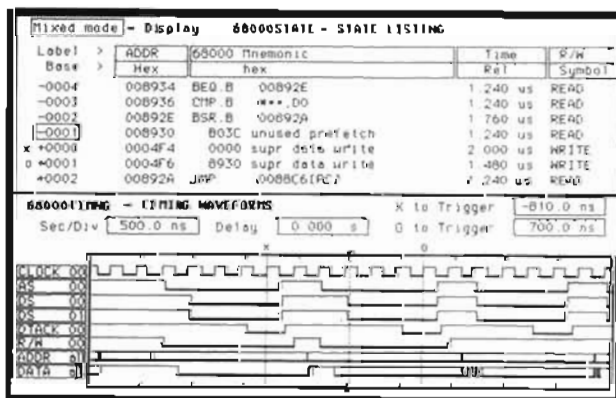 Mixed mode - Display 68000STATE - STATE LISTING
Label > ADDR 68000 Mnemonic Time R/W
Base > Hex hex Rel Symbol
-0004 008934 BEQ.B 00892E 1.240 us READ
-0003 008936 CMP.B ,D0 1.240 us READ
-0002 00892E BSR.B 00892A 1.760 us READ
-0001 008930 B03C unused prefetch 1.240 us READ
x +0000 0004F4 0000 supr data write 2.000 us WRITE
o +0001 0004F6 8930 supr data write 1.480 us WRITE
+0002 00892A JMP 1.240 us READ
68000TIMNG - TIMING WAVEFORMS X to Trigger -810.0 ns
Sec/Div 500.0 ns Delay 0.000 s O to Trigger 700.0 ns
x o
CLOCK 00
AS 00
DS 00
DS 01
DTACK 00
R/W 00
ADDR
DATA